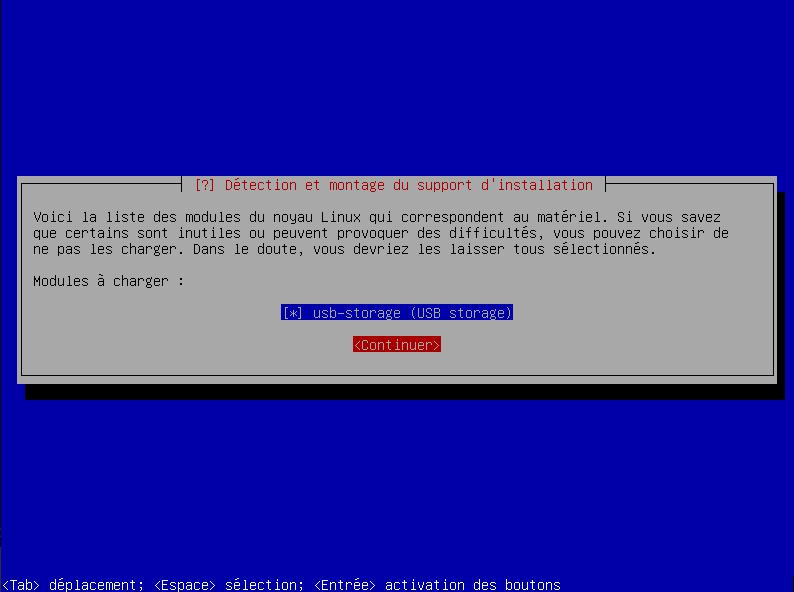 [?] Détection et montage du support d'installation
Voici la liste des modules du noyau Linux qui correspondent au matériel. Si vous savez
que certains sont inutiles ou peuvent provoquer des difficultés, vous pouvez choisir de
ne pas les charger. Dans le doute, vous devriez les laisser tous sélectionnés.
Modules à charger :
[*] usb-storage (USB storage)
<Continuer>
<Tab> déplacement; <Espace> sélection; <Entrée> activation des boutons